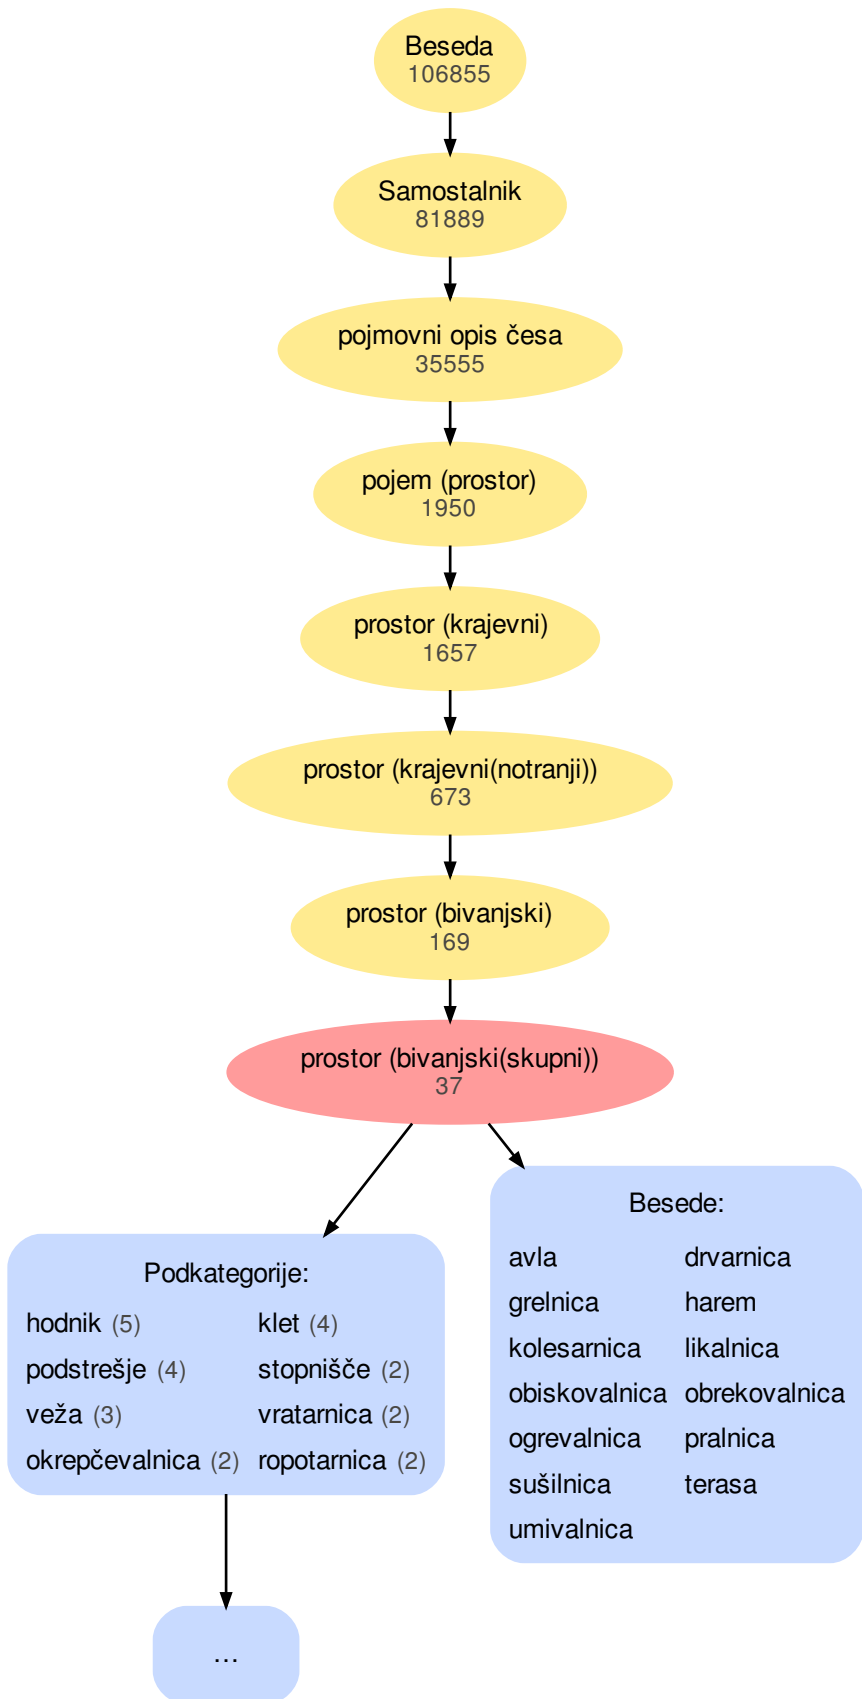 Beseda
106855
Samostalnik
81889
pojmovni opis česa
35555
pojem (prostor)
1950
prostor (krajevni)
1657
prostor (krajevni(notranji))
673
prostor (bivanjski)
169
prostor (bivanjski(skupni))
37
Podkategorije:
hodnik (5) klet (4)
podstrešje (4) stopnišče (2)
veža (3) vratarnica (2)
okrepčevalnica (2) ropotarnica (2)
...
Besede:
avla drvarnica
grelnica harem
kolesarnica likalnica
obiskovalnica obrekovalnica
ogrevalnica pralnica
sušilnica terasa
umivalnica